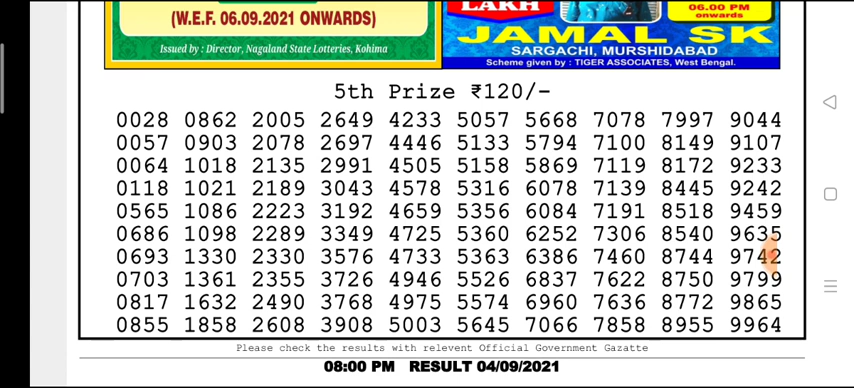 LAKH
06.00 PM
onwards
(W.E.F. 06.09.2021 ONWARDS)
JAMAL SK
Issued by : Director, Nagaland State Lotteries, Kohima
SARGACHI, MURSHIDABAD
Scheme given by : TIGER ASSOCIATES, West Bengal.
5th Prize ₹120/-
0028 0862 2005 2649 4233 5057 5668 7078 7997 9044
0057 0903 2078 2697 4446 5133 5794 7100 8149 9107
0064 1018 2135 2991 4505 5158 5869 7119 8172 9233
0118 1021 2189 3043 4578 5316 6078 7139 8445 9242
0565 1086 2223 3192 4659 5356 6084 7191 8518 9459
0686 1098 2289 3349 4725 5360 6252 7306 8540 9635
0693 1330 2330 3576 4733 5363 6386 7460 8744 9742
0703 1361 2355 3726 4946 5526 6837 7622 8750 9799
0817 1632 2490 3768 4975 5574 6960 7636 8772 9865
0855 1858 2608 3908 5003 5645 7066 7858 8955 9964
Please check the results with relevent Official Government Gazatte
08:00 PM RESULT 04/09/2021